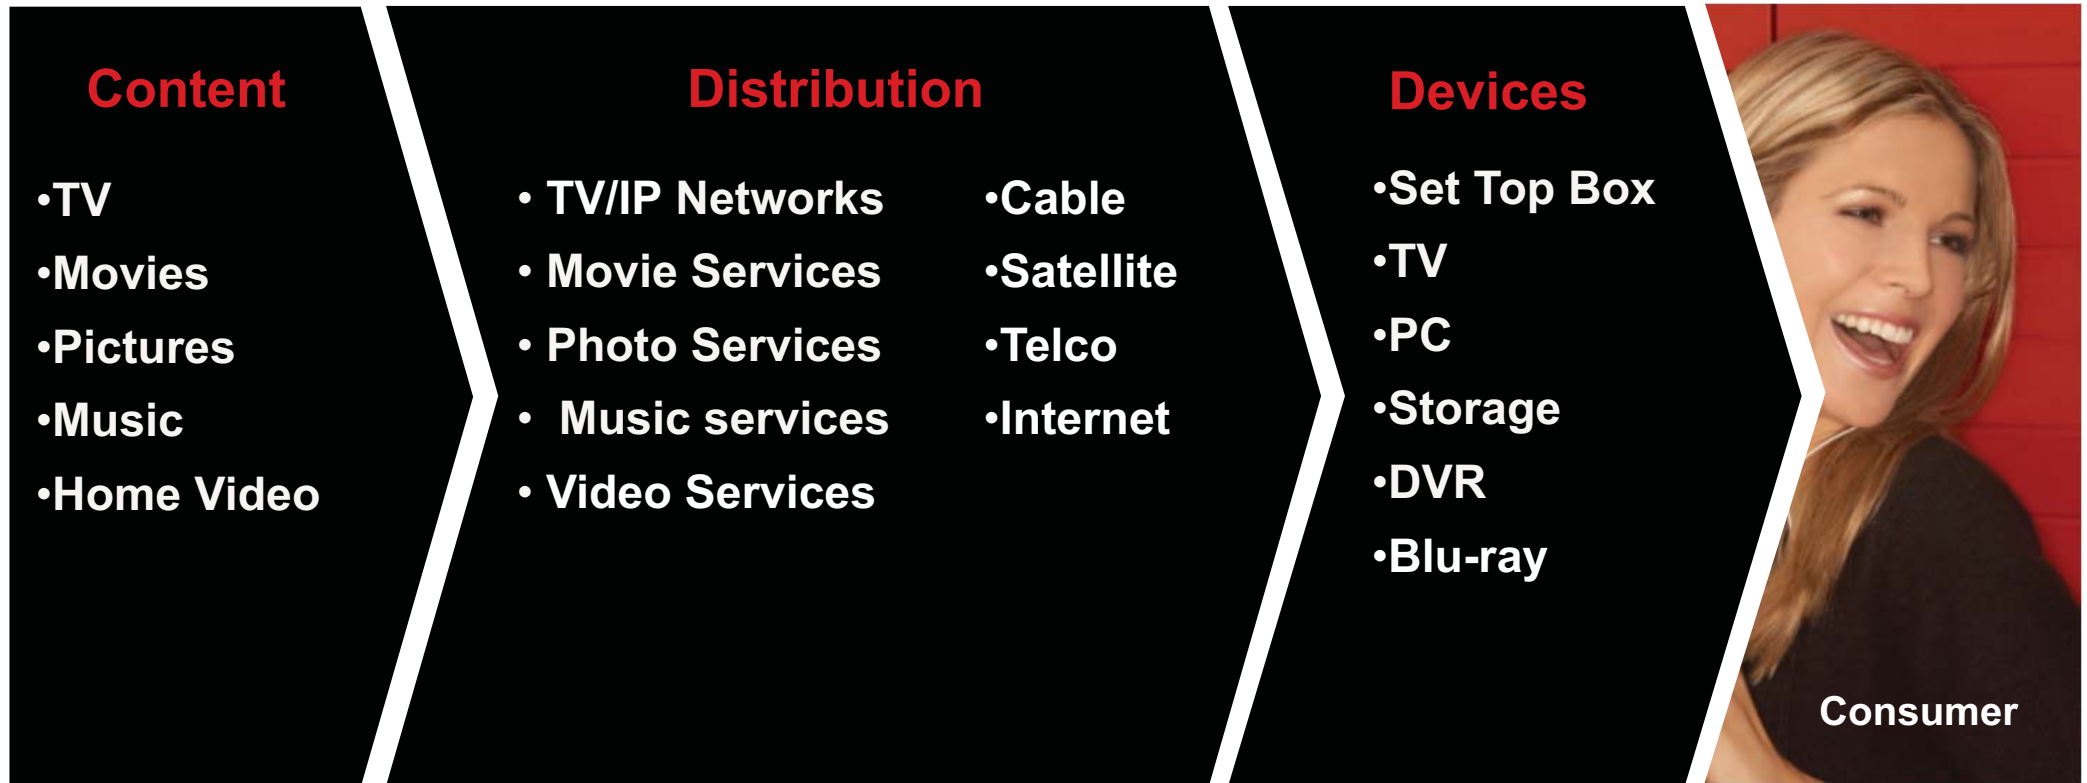 Content
•TV
•Movies
•Pictures
•Music
•Home Video
Distribution
• TV/IP Networks
• Movie Services
• Photo Services
• Music services
• Video Services
•Cable
•Satellite
•Telco
•Internet
Devices
•Set Top Box
•TV
•PC
•Storage
•DVR
•Blu-ray
Consumer